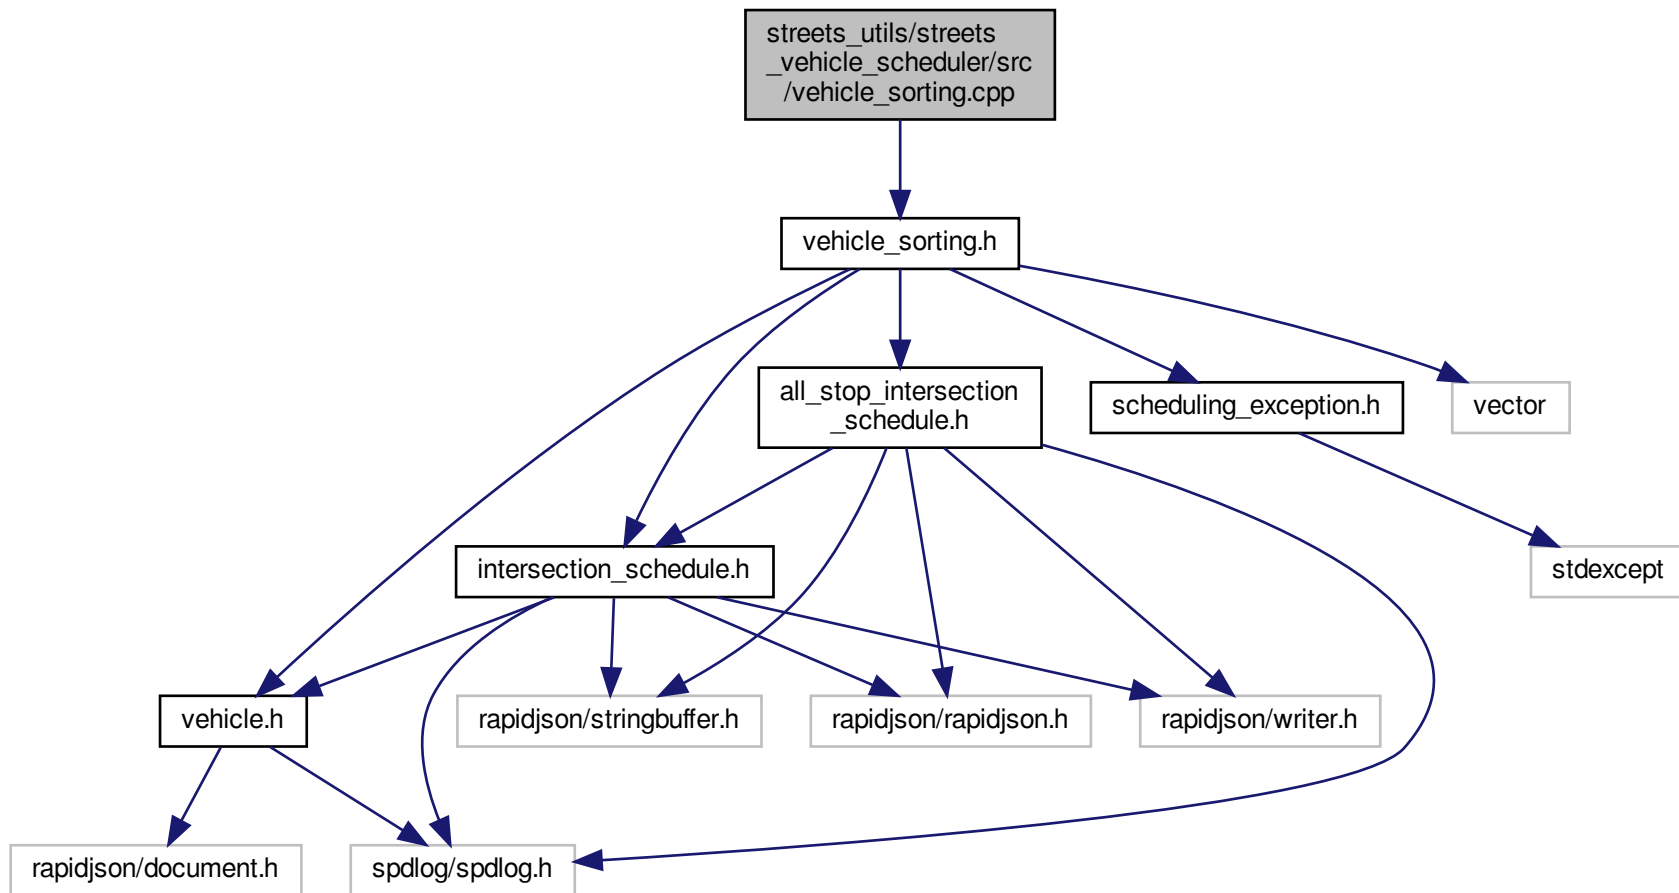 streets_utils/streets
_vehicle_scheduler/src
/vehicle_sorting.cpp
vehicle_sorting.h
all_stop_intersection
_schedule.h
scheduling_exception.h
vector
intersection_schedule.h
stdexcept
vehicle.h
rapidjson/stringbuffer.h
rapidjson/rapidjson.h
rapidjson/writer.h
rapidjson/document.h
spdlog/spdlog.h